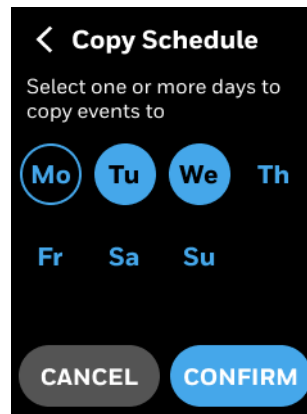 Copy Schedule
Select one or more days to
copy events to
Mo Tu We Th
Fr Sa Su
CANCEL CONFIRM